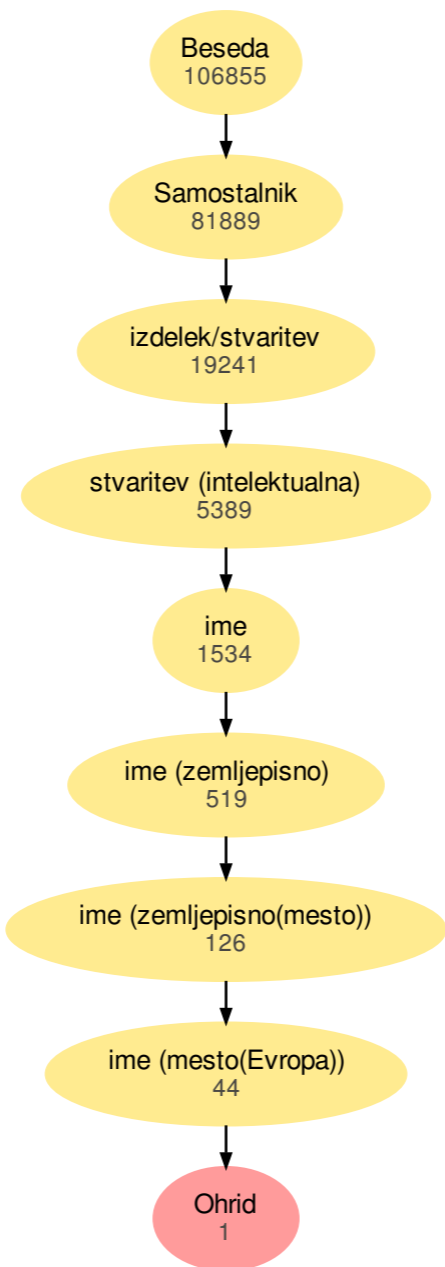 Beseda
106855
Samostalnik
81889
izdelek/stvaritev
19241
stvaritev (intelektualna)
5389
ime
1534
ime (zemljepisno)
519
ime (zemljepisno(mesto))
126
ime (mesto(Evropa))
44
Ohrid
1